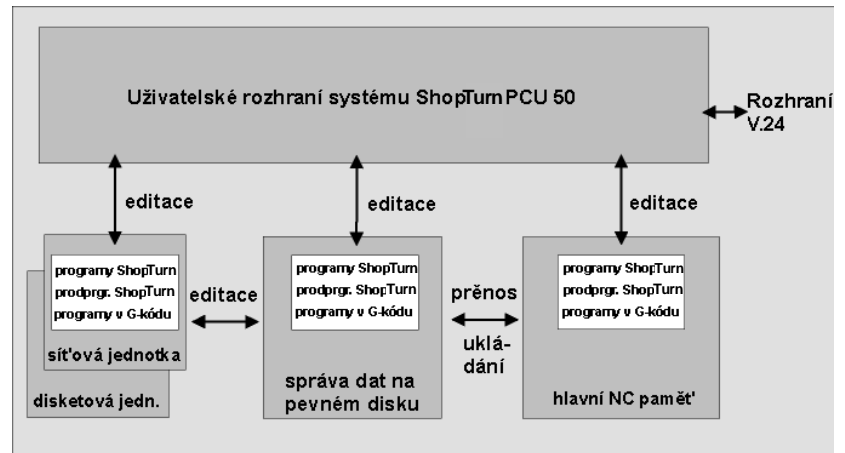 Uživatelské rozhraní systému ShopTurn PCU 50
Rozhraní
V.24
editace
editace
editace
programy ShopTurn
prodprgr. ShopTurn
programy v G-kódu
síťová jednotka
disketová jedn.
editace
programy ShopTurn
prodprgr. ShopTurn
programy v G-kódu
správa dat na
pevném disku
přěnos
uklá-
dání
programy ShopTurn
prodprgr. ShopTurn
programy v G-kódu
hlavní NC paměť